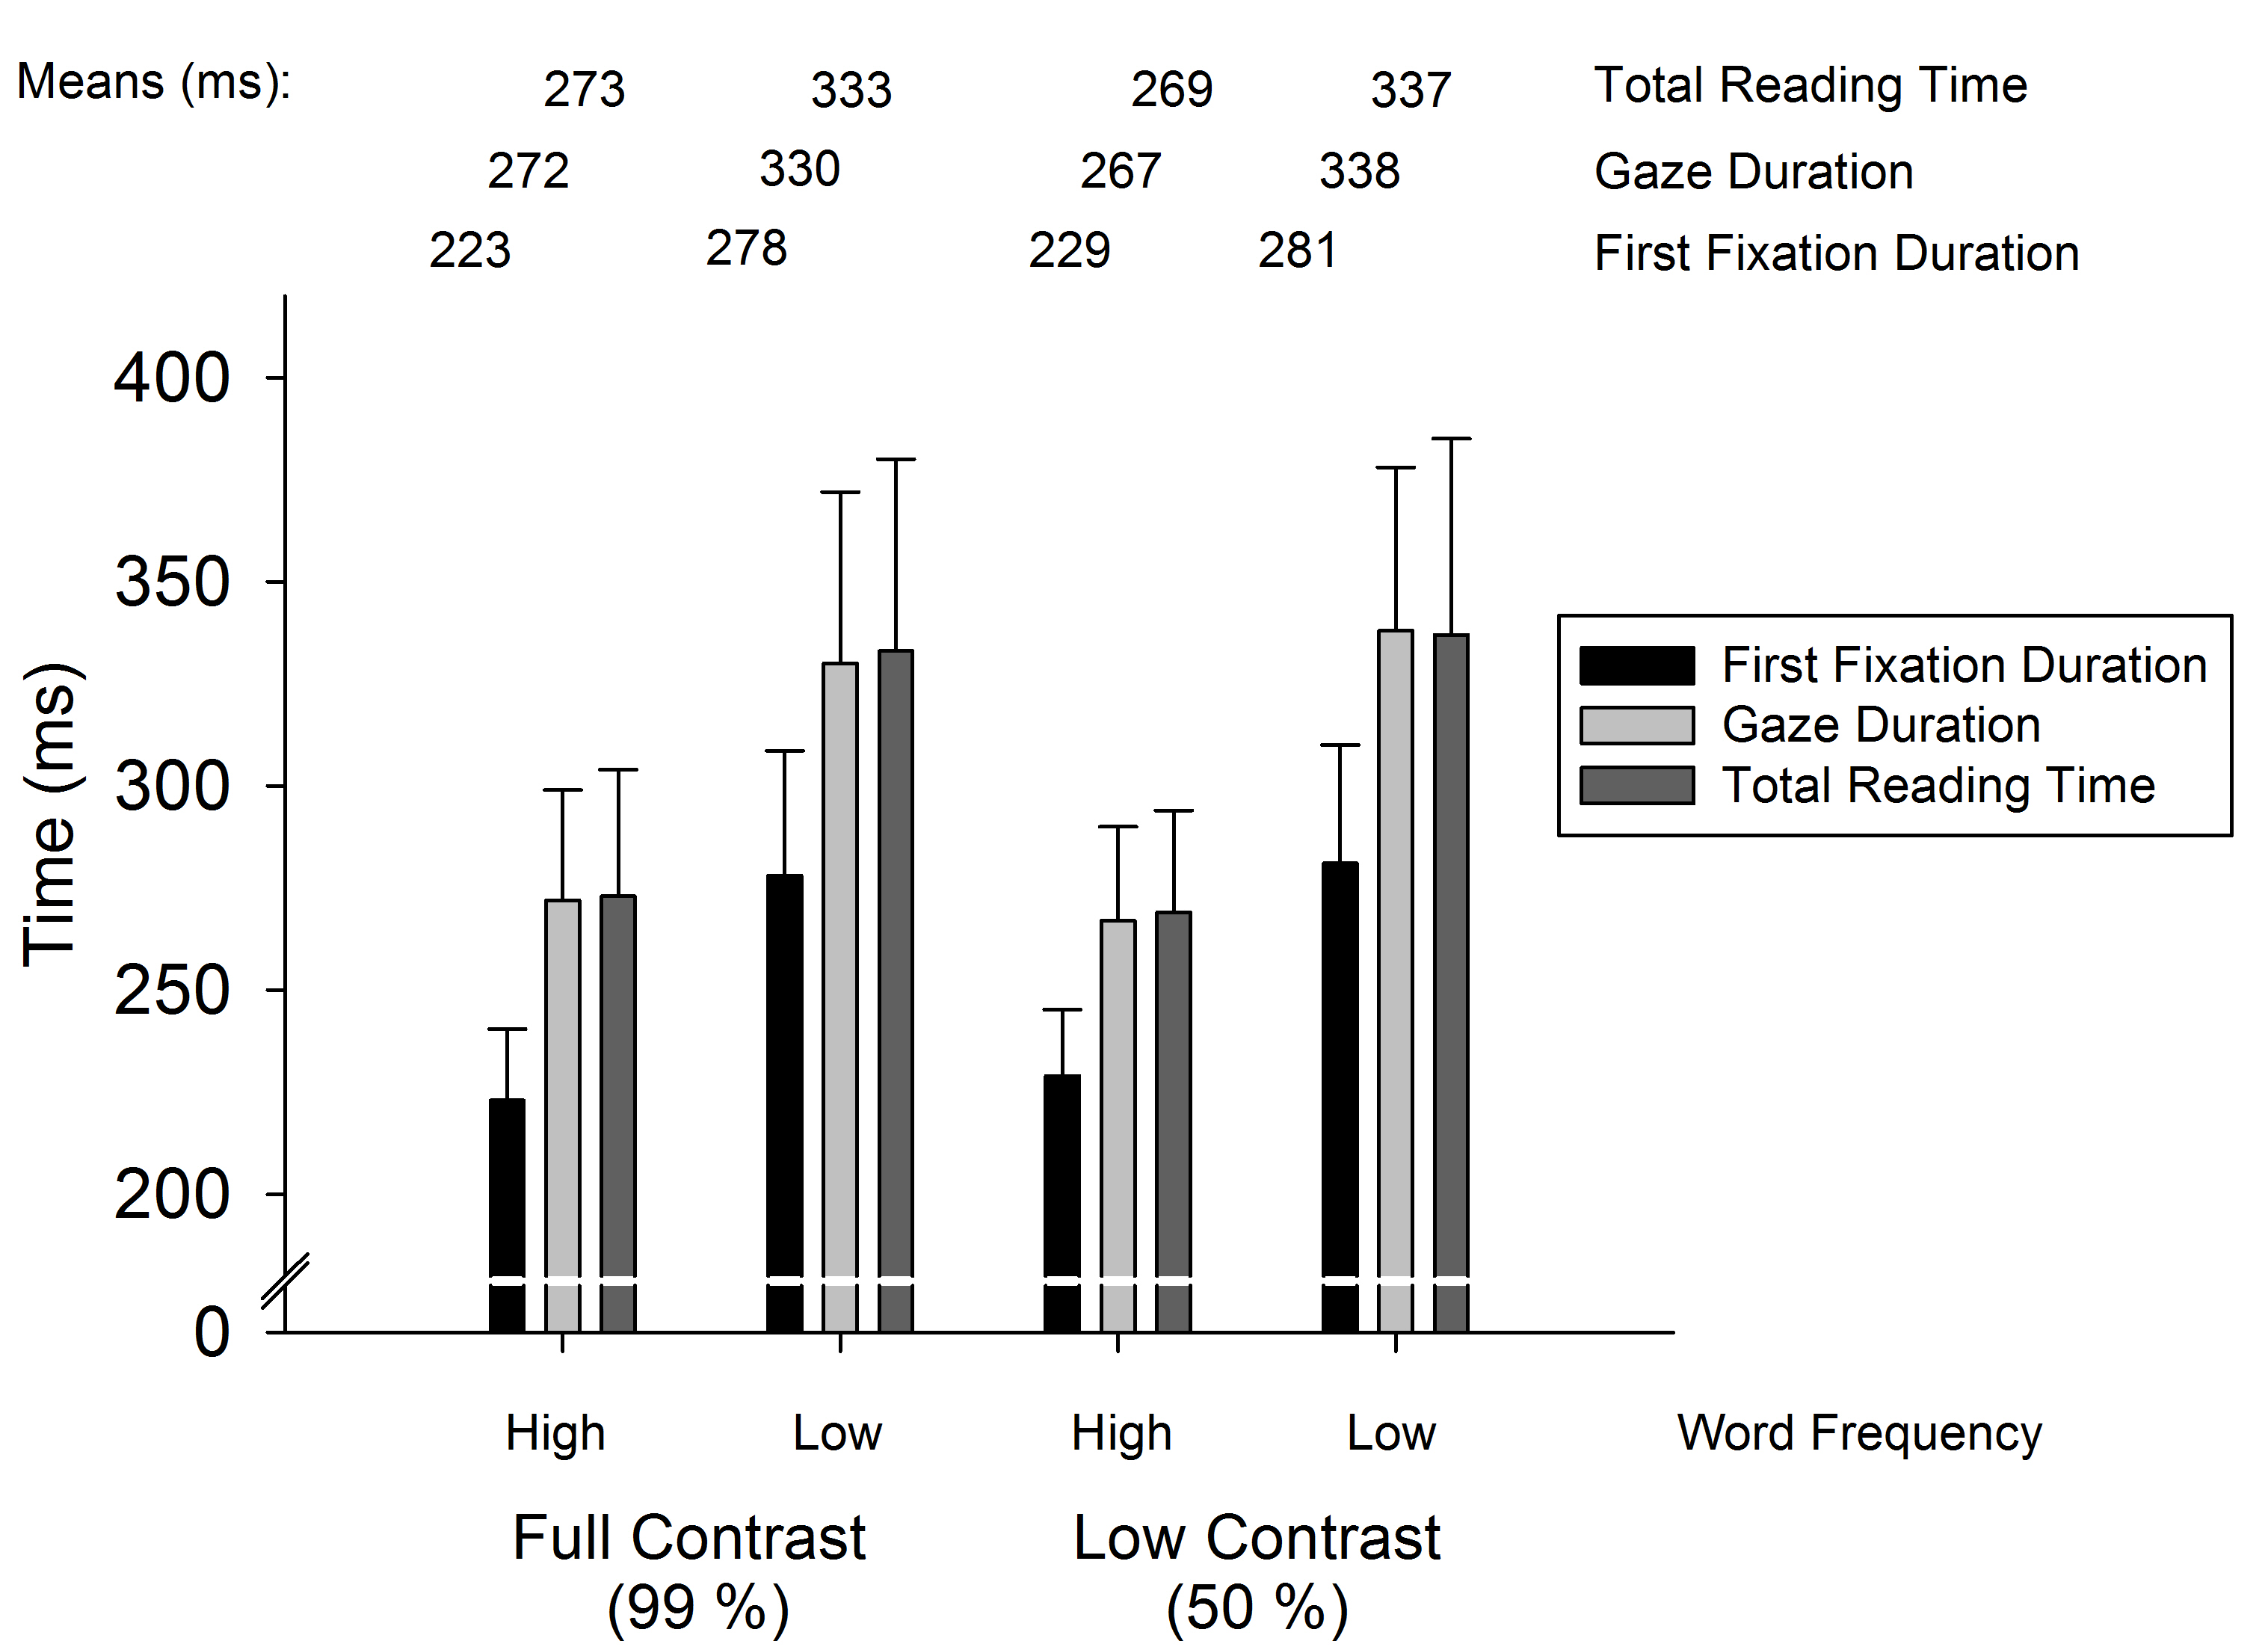 Means (ms): 273 333 269 337 Total Reading Time
272 330 267 338 Gaze Duration
223 278 229 281 First Fixation Duration
400
350
300
250
200
0
Time (ms)
First Fixation Duration
Gaze Duration
Total Reading Time
High Low High Low Word Frequency
Full Contrast Low Contrast
(99 %) (50 %)